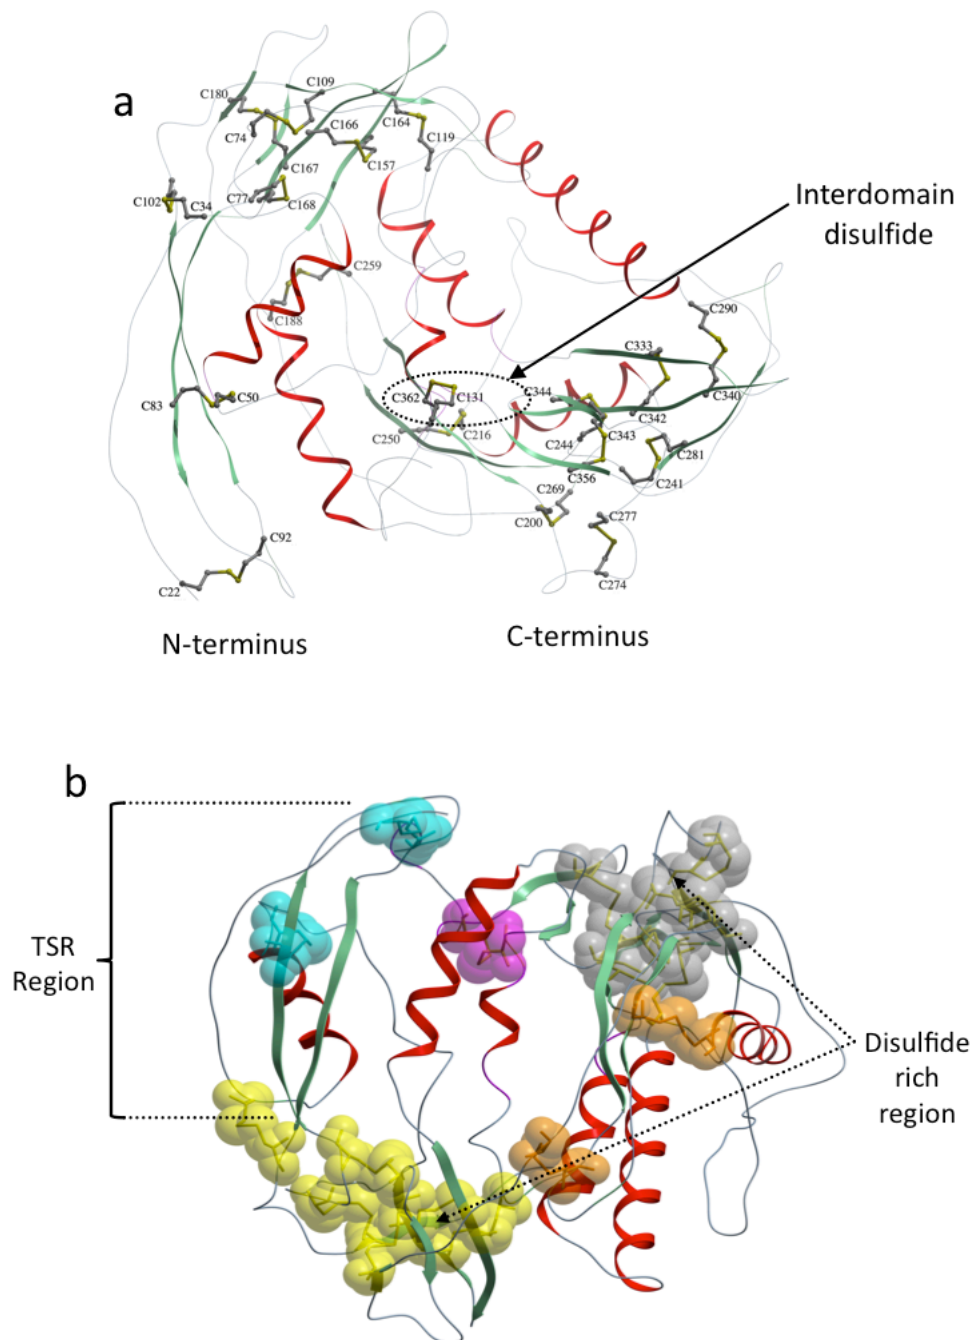 a
C180
C109
C74
C166
C164
C119
C167
C157
C102
C34
C77
C168
Interdomain
disulfide
C259
C188
C290
C333
C83
C50
C362
C131
C344
C340
C342
C250
C216
C244
C343
C281
C356
C241
C269
C200
C277
C92
C22
C274
N-terminus
C-terminus
b
TSR
Region
Disulfide
rich
region